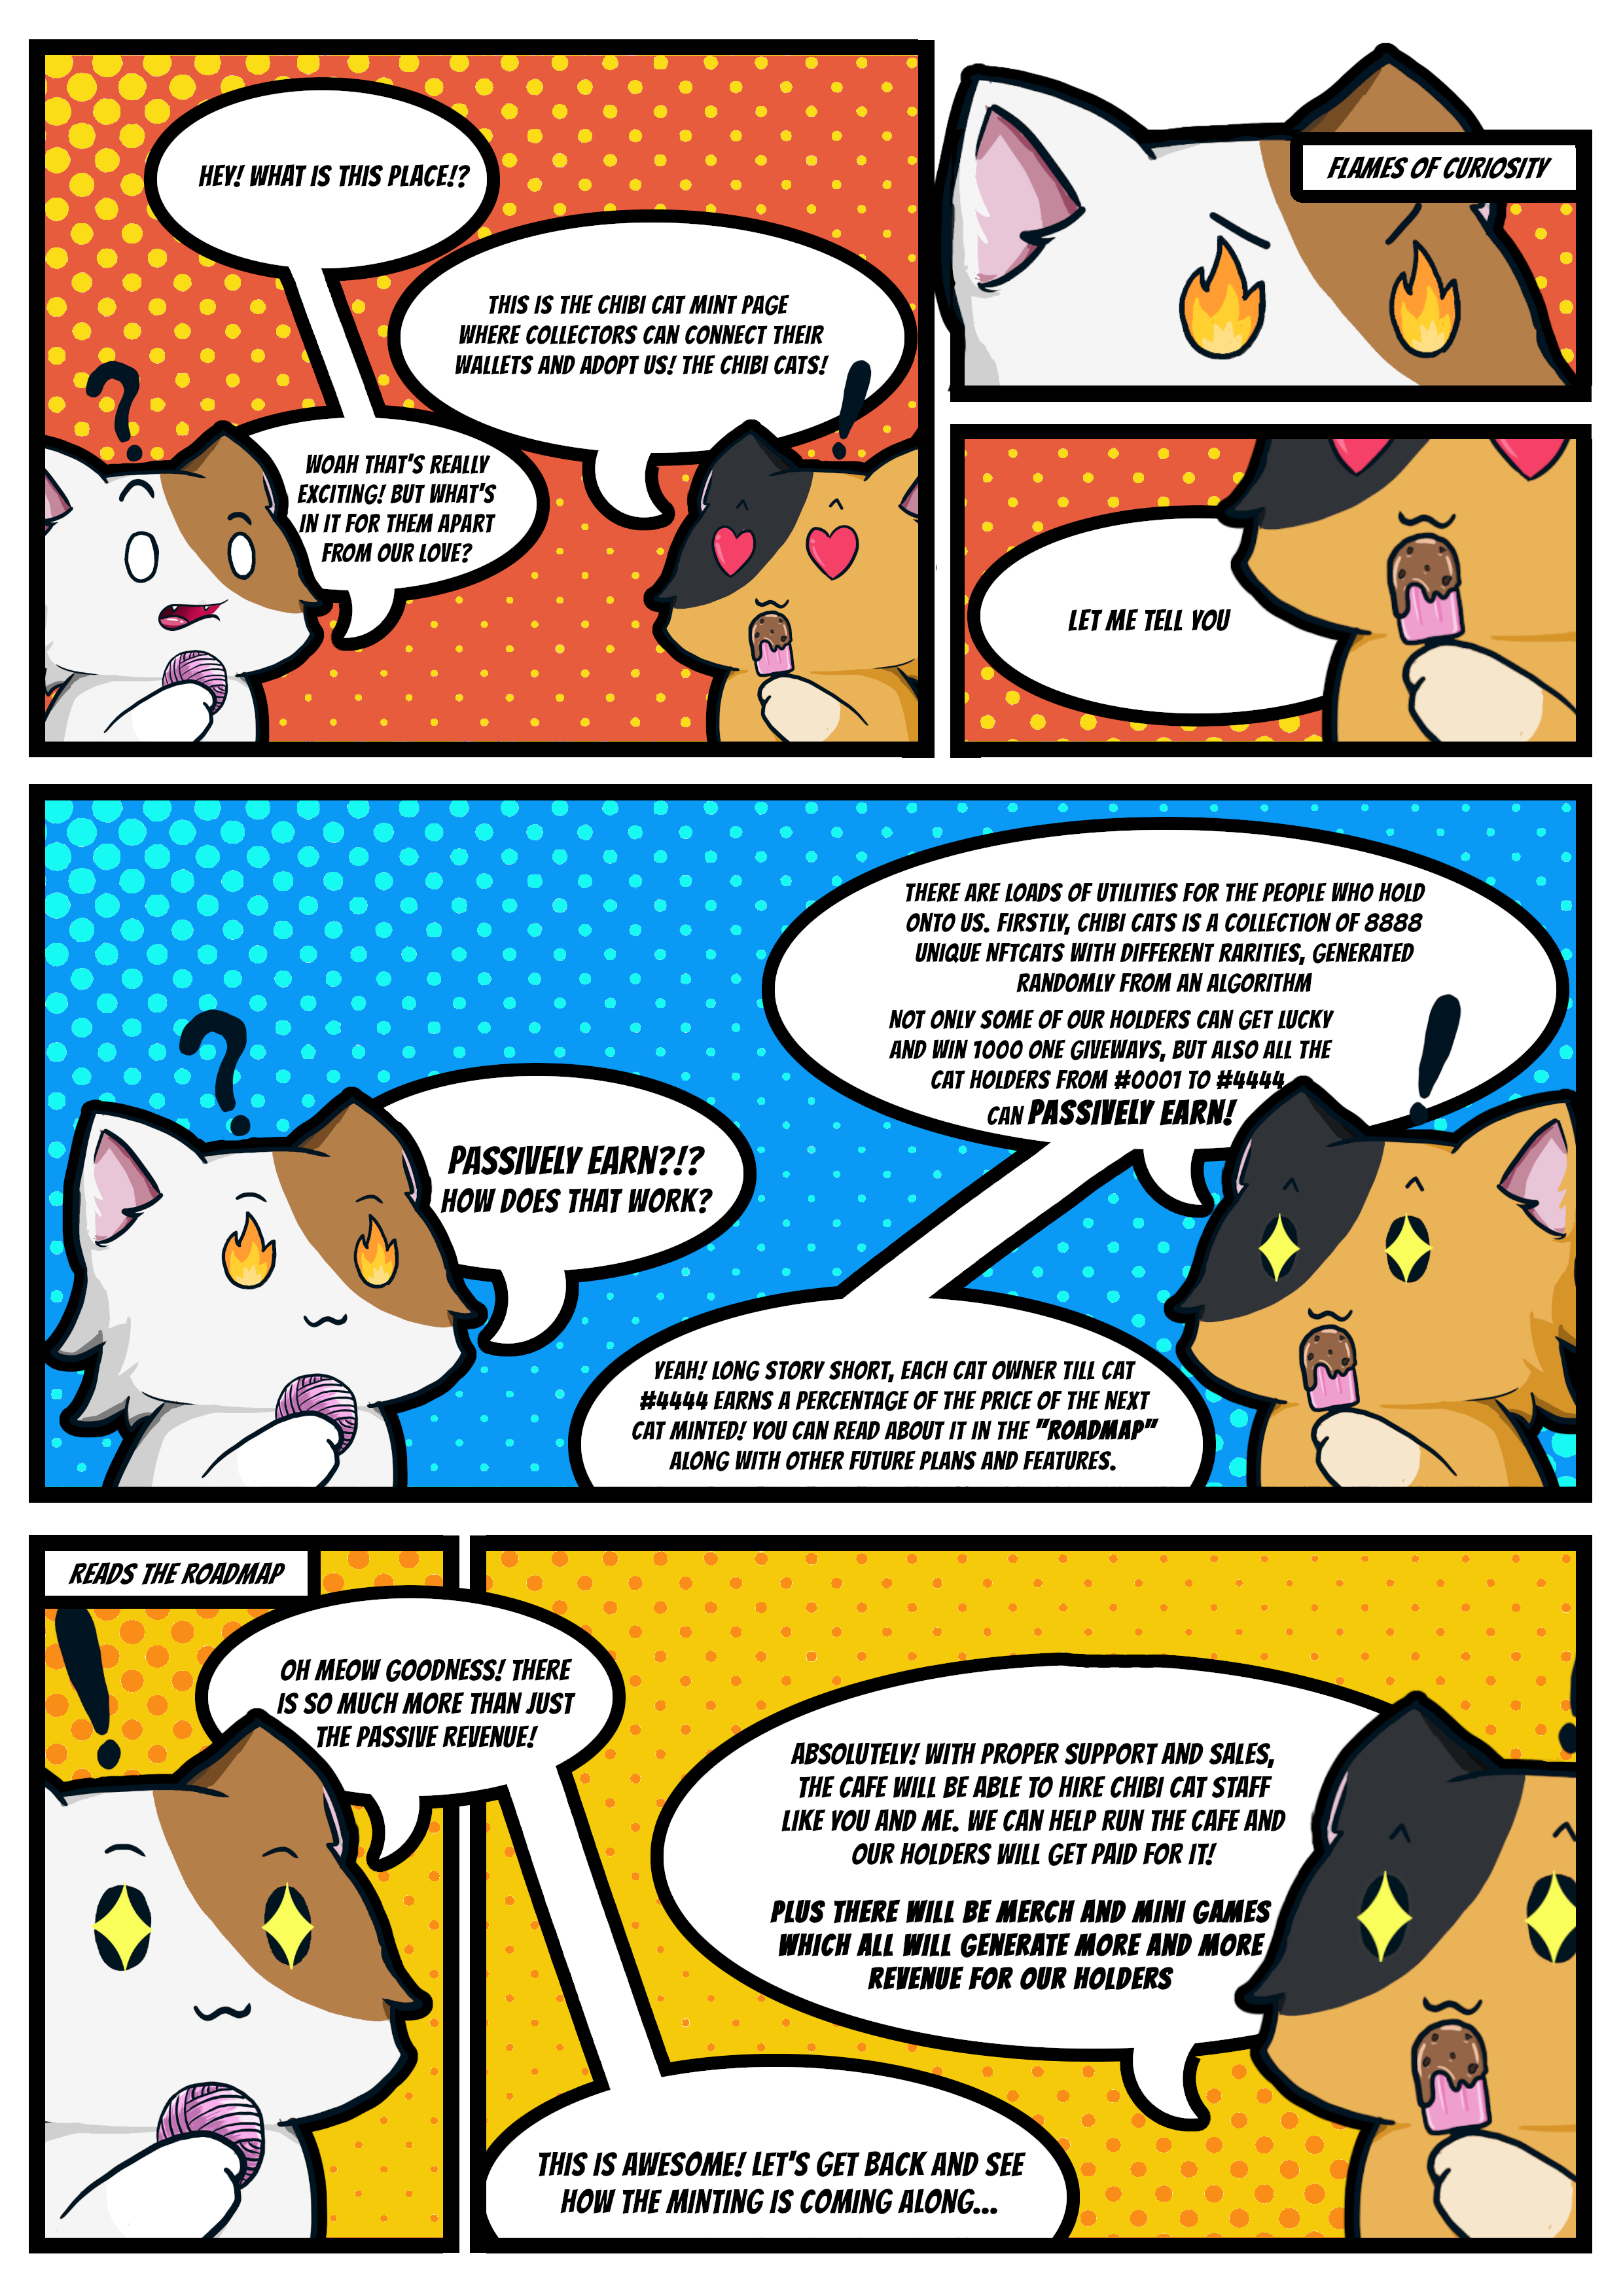 HEY! WHAT IS THIS PLACE!?
THIS IS THE CHIBI CAT MINT PAGE
WHERE COLLECTORS CAN CONNECT THEIR
WALLETS AND ADOPT US! THE CHIBI CATS!
?
!
WOAH THAT'S REALLY
EXCITING! BUT WHAT'S
IN IT FOR THEM APART
FROM OUR LOVE?
FLAMES OF CURIOSITY
LET ME TELL YOU
THERE ARE LOADS OF UTILITIES FOR THE PEOPLE WHO HOLD
ONTO US. FIRSTLY, CHIBI CATS IS A COLLECTION OF 8888
UNIQUE NFTCATS WITH DIFFERENT RARITIES, GENERATED
RANDOMLY FROM AN ALGORITHM
NOT ONLY SOME OF OUR HOLDERS CAN GET LUCKY
AND WIN 1000 ONE GIVEWAYS, BUT ALSO ALL THE
CAT HOLDERS FROM #0001 TO #4444
CAN PASSIVELY EARN!
?
!
PASSIVELY EARN?!?
HOW DOES THAT WORK?
YEAH! LONG STORY SHORT, EACH CAT OWNER TILL CAT
#4444 EARNS A PERCENTAGE OF THE PRICE OF THE NEXT
CAT MINTED! YOU CAN READ ABOUT IT IN THE "ROADMAP"
ALONG WITH OTHER FUTURE PLANS AND FEATURES.
READS THE ROADMAP
!
OH MEOW GOODNESS! THERE
IS SO MUCH MORE THAN JUST
THE PASSIVE REVENUE!
ABSOLUTELY! WITH PROPER SUPPORT AND SALES,
THE CAFE WILL BE ABLE TO HIRE CHIBI CAT STAFF
LIKE YOU AND ME. WE CAN HELP RUN THE CAFE AND
OUR HOLDERS WILL GET PAID FOR IT!
PLUS THERE WILL BE MERCH AND MINI GAMES
WHICH ALL WILL GENERATE MORE AND MORE
REVENUE FOR OUR HOLDERS
!
THIS IS AWESOME! LET'S GET BACK AND SEE
HOW THE MINTING IS COMING ALONG...